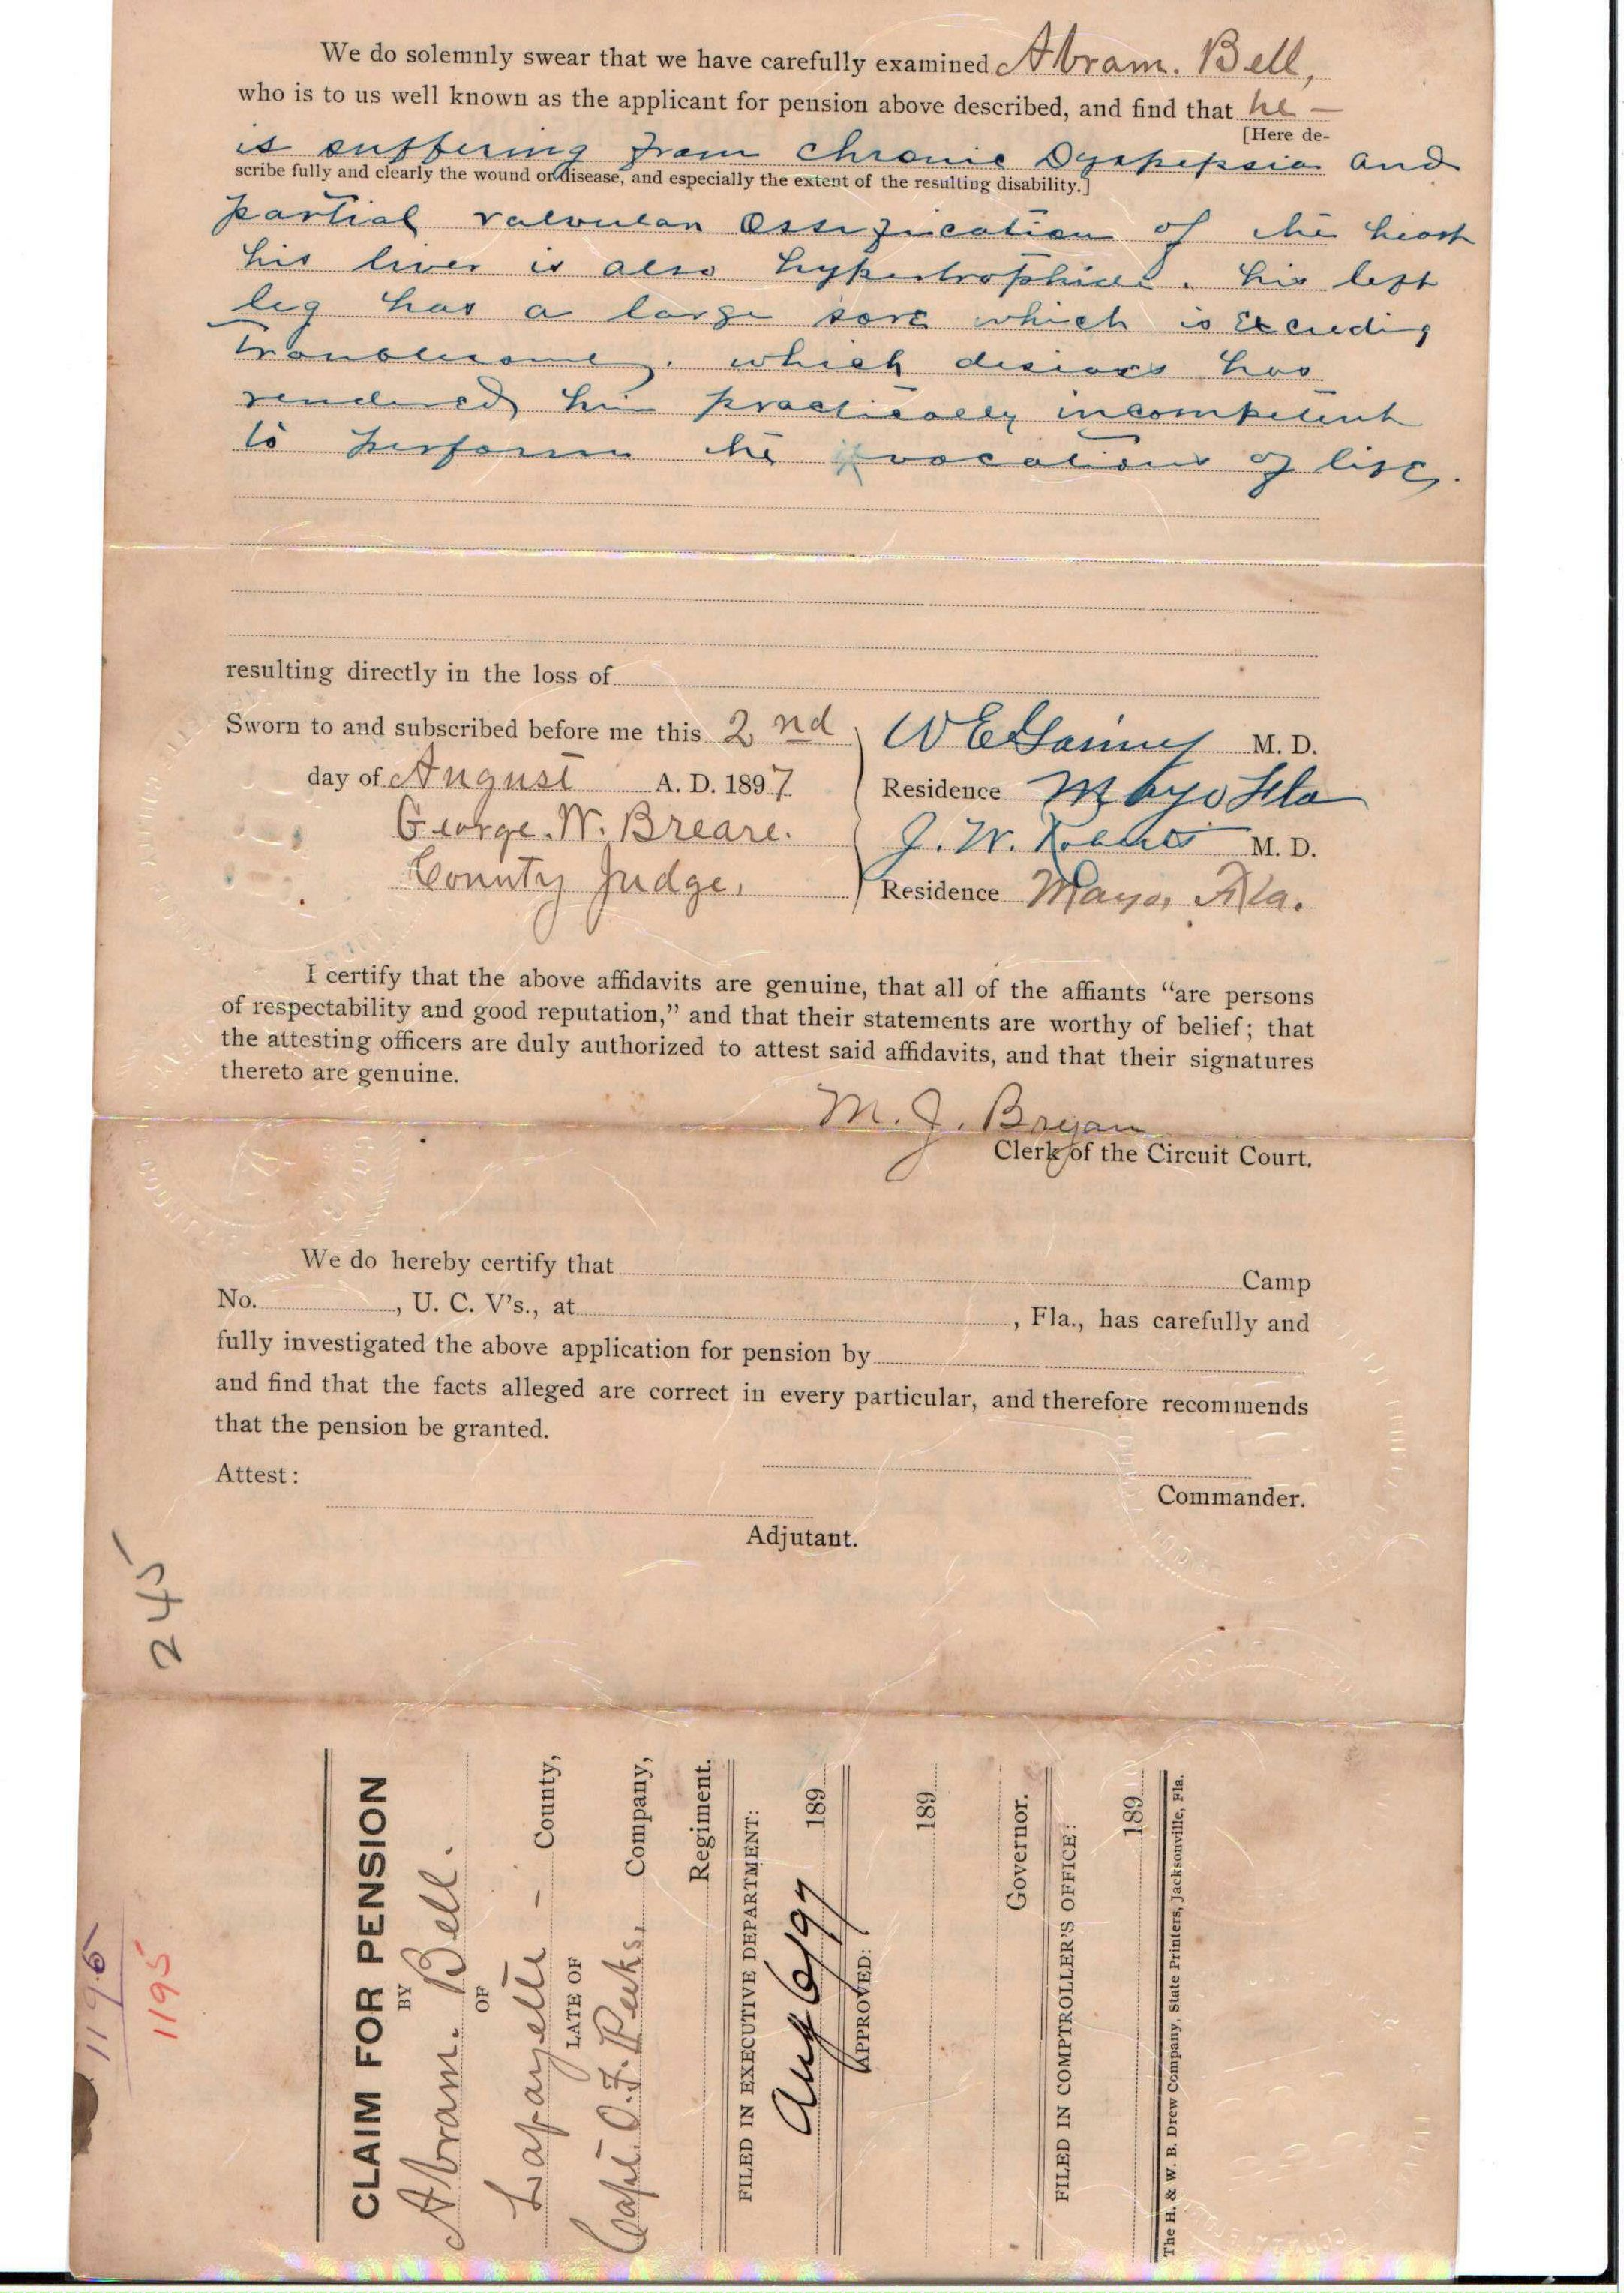 We do solemnly swear that we have carefully examined Abram. Bell,
who is to us well known as the applicant for pension above described, and find that he —
[Here de-
is suffering from chronic Dyspepsia and
scribe fully and clearly the wound or disease, and especially the extent of the resulting disability.]
partial valvular Ossification of the heart
his liver is also hypertrophide. his left
leg has a large sore which is Exceeding
troublesome. which diseases has
rendered him practically incompetent
to perform the vocations of life.
resulting directly in the loss of
Sworn to and subscribed before me this 2nd
day of August A. D. 1897
George. W. Breare.
County Judge,
M. D.
Residence Mayo Fla
J. W. Roberts M. D.
Residence Mayo, Fla.
I certify that the above affidavits are genuine, that all of the affiants “are persons
of respectability and good reputation,” and that their statements are worthy of belief; that
the attesting officers are duly authorized to attest said affidavits, and that their signatures
thereto are genuine.
M. J. Bryan
Clerk of the Circuit Court.
We do hereby certify that Camp
No. , U. C. V's., at , Fla., has carefully and
fully investigated the above application for pension by
and find that the facts alleged are correct in every particular, and therefore recommends
that the pension be granted.
Attest:
Commander.
Adjutant.
245
1195
1195
CLAIM FOR PENSION
BY
Abram. Bell.
OF
Lafayette - County,
LATE OF
Capt. O. F. Peeks, Company,
Regiment.
FILED IN EXECUTIVE DEPARTMENT:
Aug 6/97 189
APPROVED:
189
Governor.
FILED IN COMPTROLLER'S OFFICE:
189
The H. & W. B. Drew Company, State Printers, Jacksonville, Fla.